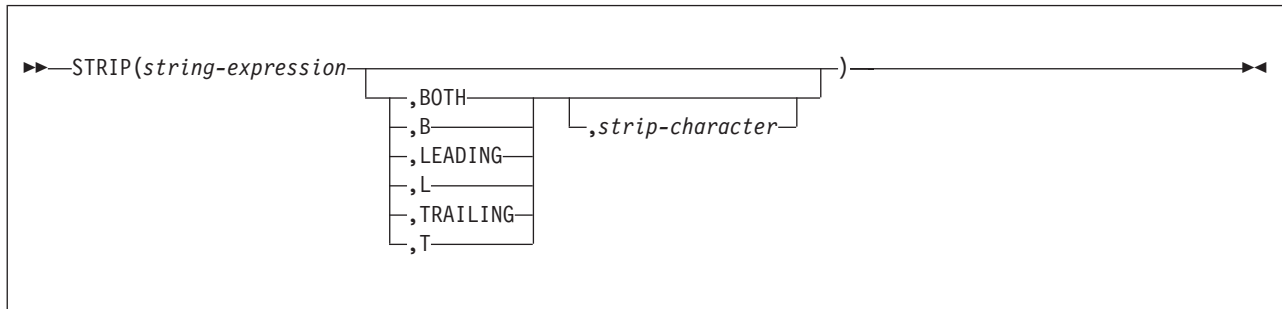 STRIP(string-expression )
,BOTH
,B ,strip-character
,LEADING
,L
,TRAILING
,T